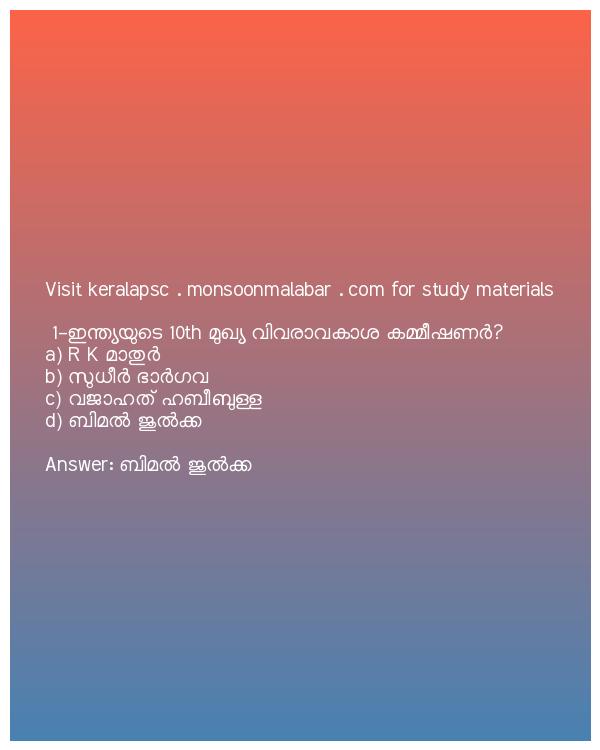 Visit keralapsc . monsoonmalabar . com for study materials
1-ഇന്ത്യയുടെ 10th മുഖ്യ വിവരാവകാശ കമ്മീഷണർ?
a) R K മാതുർ
b) സുധീർ ഭാർഗവ
c) വജാഹത് ഹബീബുള്ള
d) ബിമൽ ജുൽക്ക
Answer: ബിമൽ ജുൽക്ക